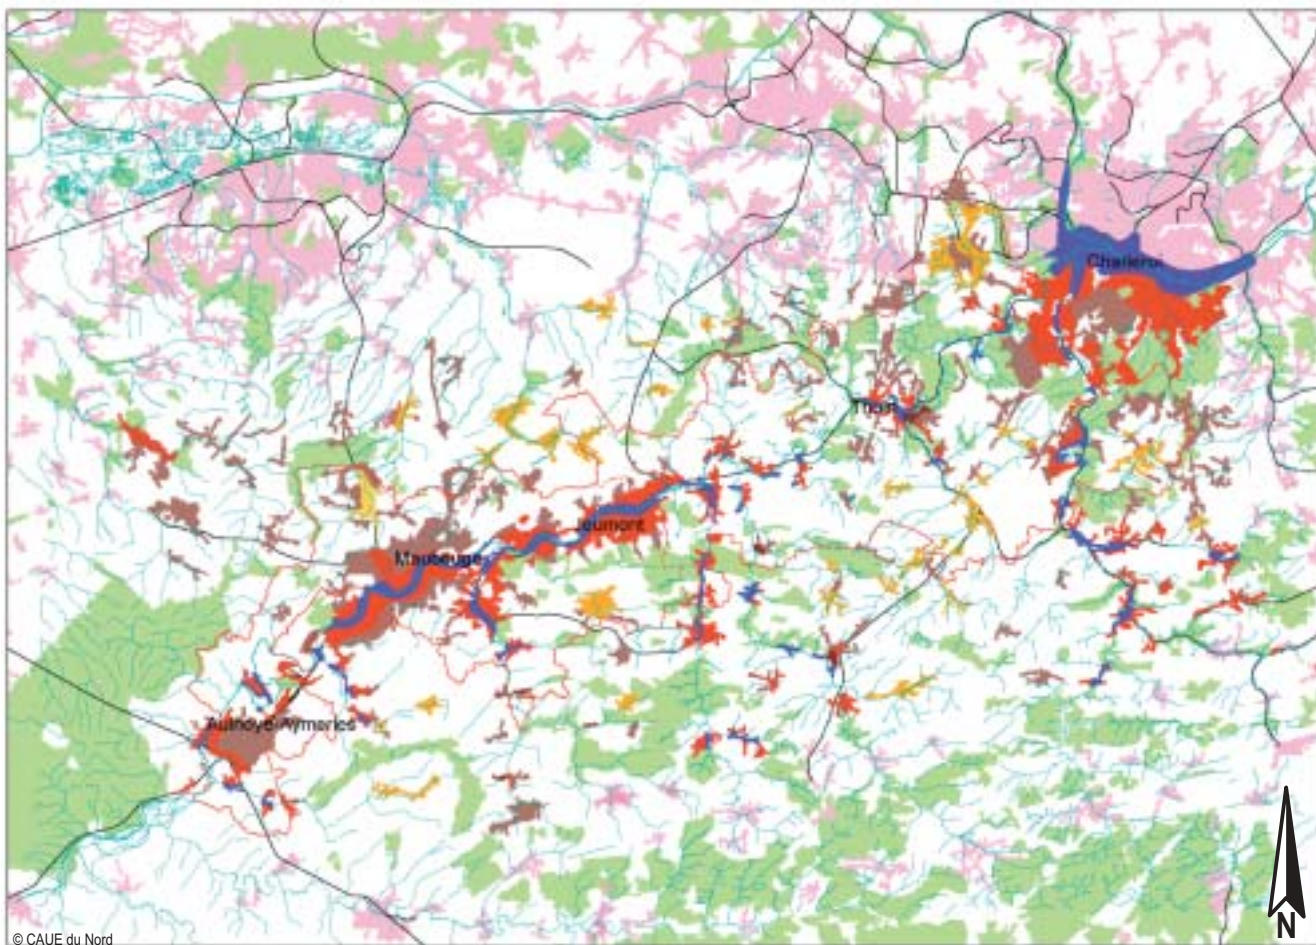 Charleroi
Thuin
Jeumont
Maubeuge
Aulnoye-Aymeries
N
© CAUE du Nord